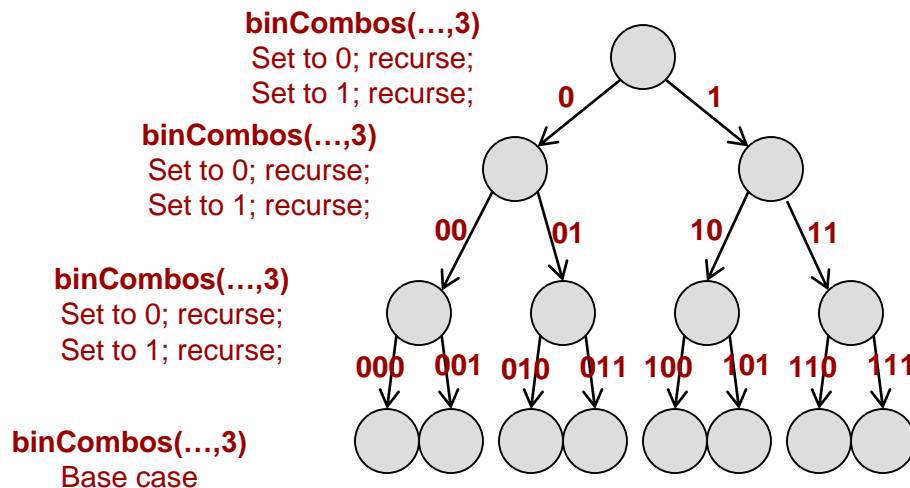 binCombos(…,3)
Set to 0; recurse;
Set to 1; recurse;
0 1
binCombos(…,3)
Set to 0; recurse;
Set to 1; recurse;
00 01 10 11
binCombos(…,3)
Set to 0; recurse;
Set to 1; recurse;
000 001 010 011 100 101 110 111
binCombos(…,3)
Base case